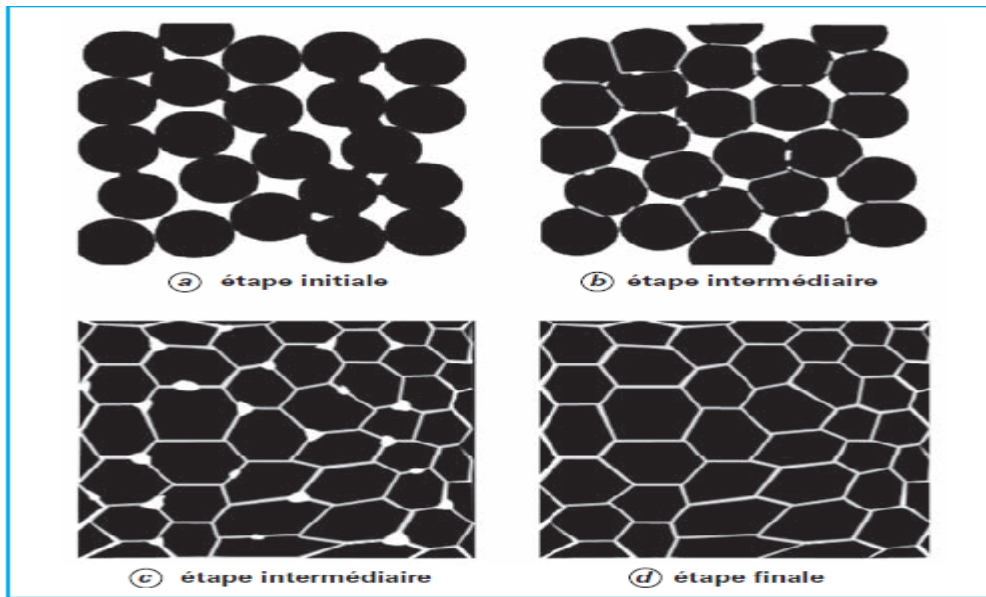 a étape initiale
b étape intermédiaire
c étape intermédiaire
d étape finale